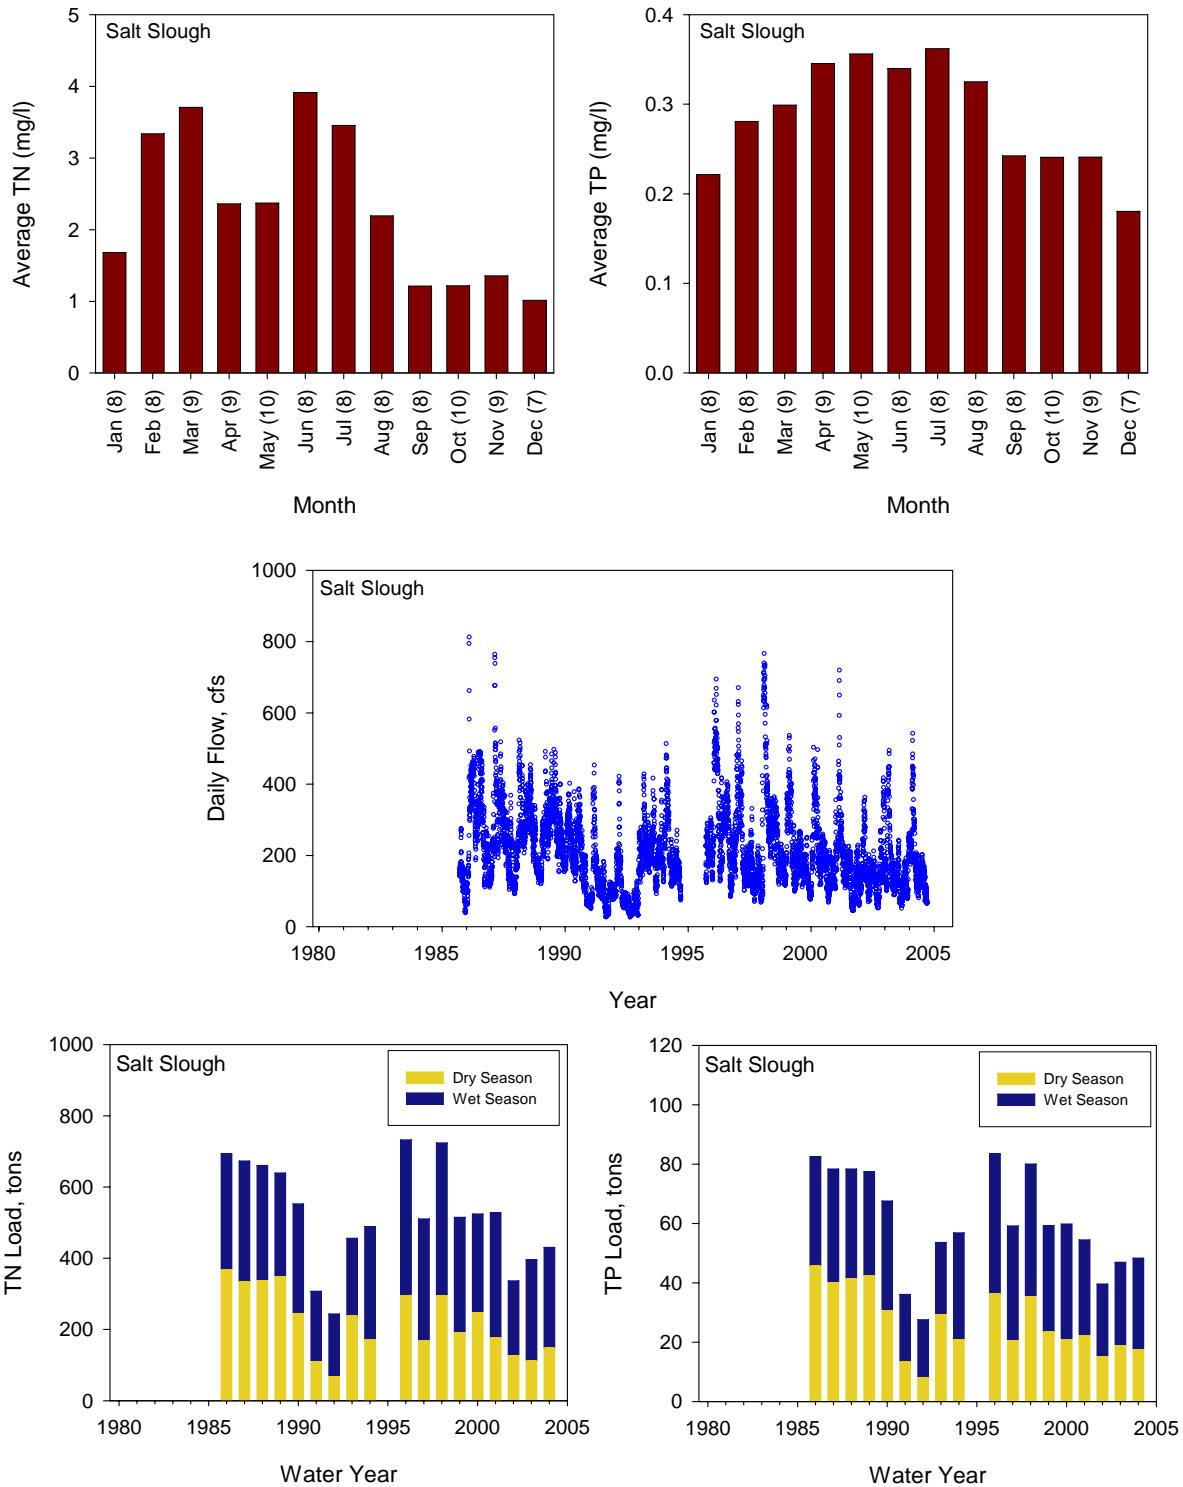 Salt Slough
Average TN (mg/l)
5
4
3
2
1
0
Jan (8)
Feb (8)
Mar (9)
Apr (9)
May (10)
Jun (8)
Jul (8)
Aug (8)
Sep (8)
Oct (10)
Nov (9)
Dec (7)
Month
Salt Slough
Average TP (mg/l)
0.4
0.3
0.2
0.1
0.0
Jan (8)
Feb (8)
Mar (9)
Apr (9)
May (10)
Jun (8)
Jul (8)
Aug (8)
Sep (8)
Oct (10)
Nov (9)
Dec (7)
Month
Salt Slough
Daily Flow, cfs
1000
800
600
400
200
0
1980 1985 1990 1995 2000 2005
Year
Salt Slough
Dry Season
Wet Season
TN Load, tons
1000
800
600
400
200
0
1980 1985 1990 1995 2000 2005
Water Year
Salt Slough
Dry Season
Wet Season
TP Load, tons
120
100
80
60
40
20
0
1980 1985 1990 1995 2000 2005
Water Year